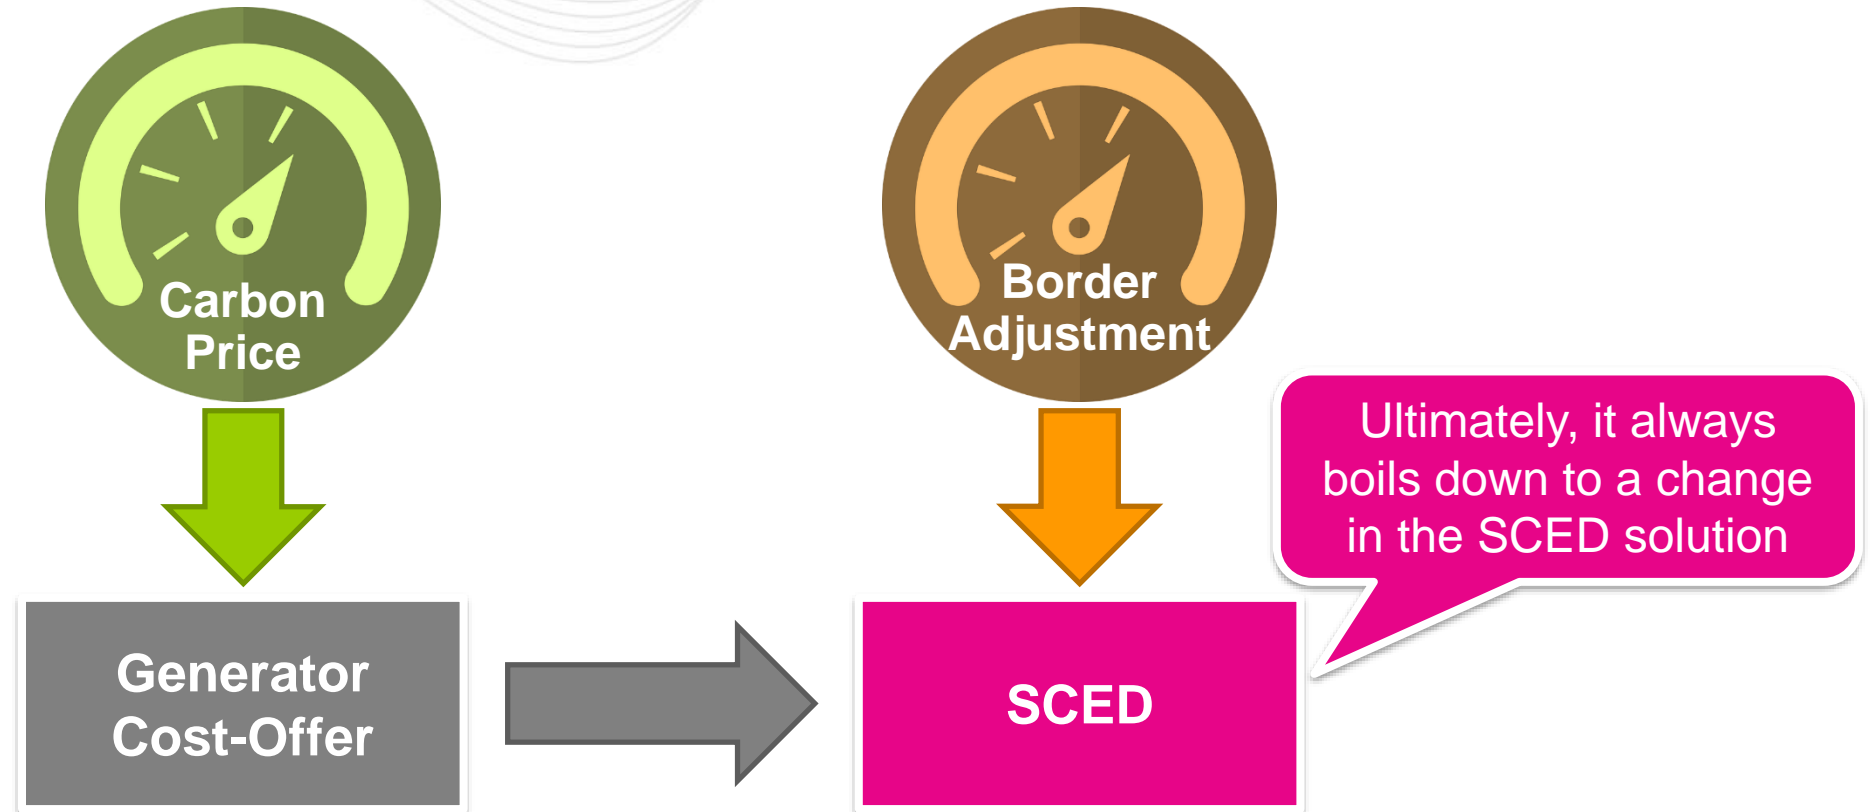 Carbon
Price
Border
Adjustment
Ultimately, it always
boils down to a change
in the SCED solution
Generator
Cost-Offer
SCED